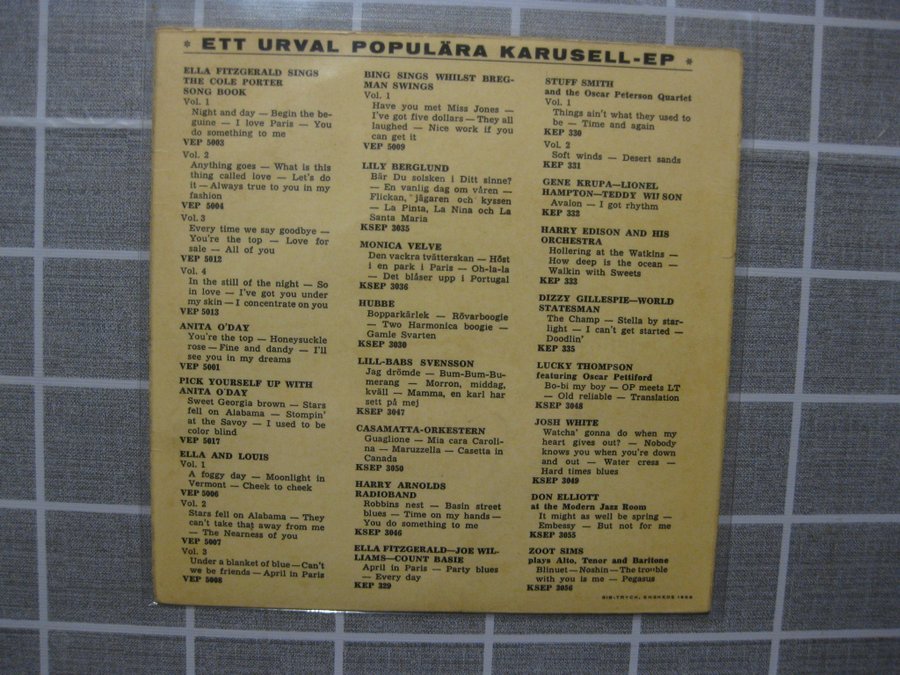 * ETT URVAL POPULÄRA KARUSELL-EP *
ELLA FITZGERALD SINGS
THE COLE PORTER
SONG BOOK
Vol. 1
Night and day — Begin the be-
guine — I love Paris — You
do something to me
VEP 5003
Vol. 2
Anything goes — What is this
thing called love — Let's do
it — Always true to you in my
fashion
VEP 5004
Vol. 3
Every time we say goodbye —
You're the top — Love for
sale — All of you
VEP 5012
Vol. 4
In the still of the night — So
in love — I've got you under
my skin — I concentrate on you
VEP 5013
ANITA O'DAY
You're the top — Honeysuckle
rose — Fine and dandy — I'll
see you in my dreams
VEP 5001
PICK YOURSELF UP WITH
ANITA O'DAY
Sweet Georgia brown — Stars
fell on Alabama — Stompin'
at the Savoy — I used to be
color blind
VEP 5017
ELLA AND LOUIS
Vol. 1
A foggy day — Moonlight in
Vermont — Cheek to cheek
VEP 5006
Vol. 2
Stars fell on Alabama — They
can't take that away from me
— The Nearness of you
VEP 5007
Vol. 3
Under a blanket of blue — Can't
we be friends — April in Paris
VEP 5008
BING SINGS WHILST BREG-
MAN SWINGS
Vol. 1
Have you met Miss Jones —
I've got five dollars — They all
laughed — Nice work if you
can get it
VEP 5009
LILY BERGLUND
Bär Du solsken i Ditt sinne?
— En vanlig dag om våren —
Flickan, jägaren och kyssen
— La Pinta, La Nina och La
Santa Maria
KSEP 3035
MONICA VELVE
Den vackra tvätterskan — Höst
i en park i Paris — Oh-la-la
— Det blåser upp i Portugal
KSEP 3036
HUBBE
Bopparkärlek — Rövarboogie
— Two Harmonica boogie —
Gamle Svarten
KSEP 3030
LILL-BABS SVENSSON
Jag drömde — Bum-Bum-Bu-
merang — Morron, middag,
kväll — Mamma, en karl har
sett på mej
KSEP 3047
CASAMATTA-ORKESTERN
Guaglione — Mia cara Caroli-
na — Maruzzella — Casetta in
Canada
KSEP 3050
HARRY ARNOLDS
RADIOBAND
Robbins nest — Basin street
blues — Time on my hands —
You do something to me
KSEP 3046
ELLA FITZGERALD—JOE WIL-
LIAMS—COUNT BASIE
April in Paris — Party blues
— Every day
KEP 329
STUFF SMITH
and the Oscar Peterson Quartet
Vol. 1
Things ain't what they used to
be — Time and again
KEP 330
Vol. 2
Soft winds — Desert sands
KEP 331
GENE KRUPA—LIONEL
HAMPTON—TEDDY WILSON
Avalon — I got rhythm
KEP 332
HARRY EDISON AND HIS
ORCHESTRA
Hollering at the Watkins —
How deep is the ocean —
Walkin with Sweets
KEP 333
DIZZY GILLESPIE—WORLD
STATESMAN
The Champ — Stella by star-
light — I can't get started —
Doodlin'
KEP 335
LUCKY THOMPSON
featuring Oscar Pettiford
Bo-bi my boy — OP meets LT
— Old reliable — Translation
KSEP 3048
JOSH WHITE
Watcha' gonna do when my
heart gives out? — Nobody
knows you when you're down
and out — Water cress —
Hard times blues
KSEP 3049
DON ELLIOTT
at the Modern Jazz Room
It might as well be spring —
Embessy — But not for me
KSEP 3055
ZOOT SIMS
plays Alto, Tenor and Baritone
Blinuet — Noshin — The trouble
with you is me — Pegasus
KSEP 3056